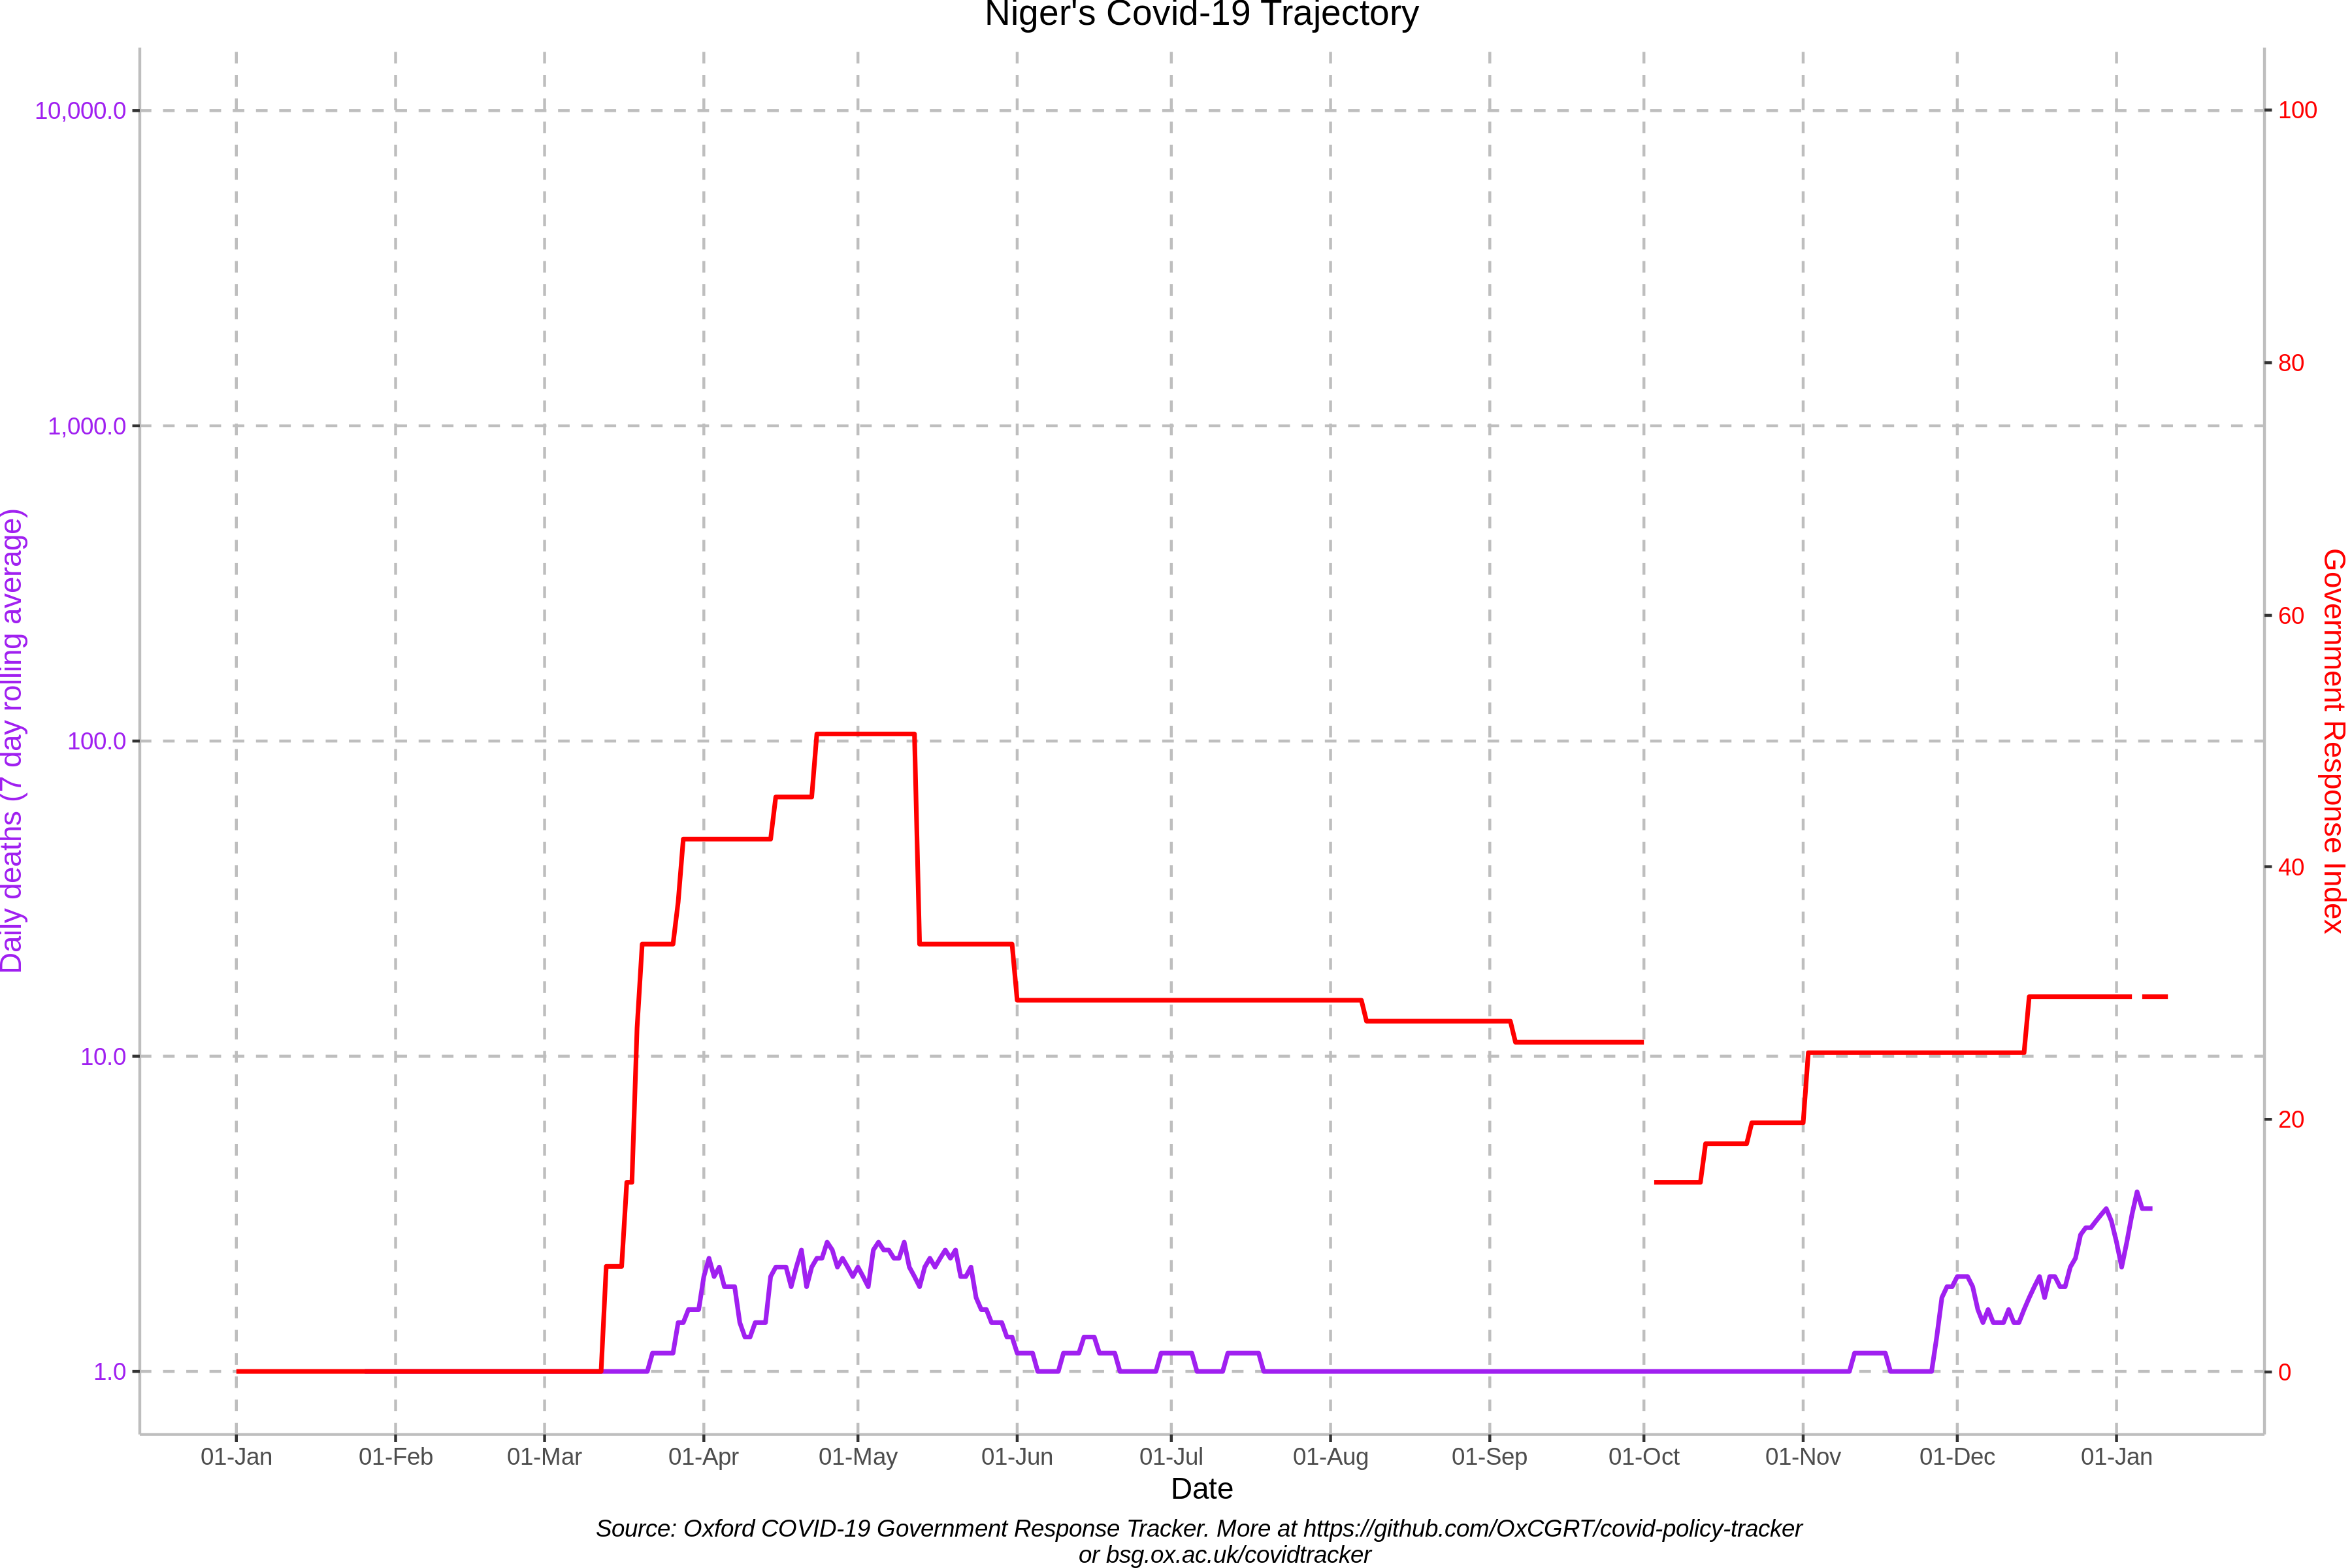 Niger's Covid-19 Trajectory
10,000.0
1,000.0
100.0
10.0
1.0
Daily deaths (7 day rolling average)
100
80
60
40
20
0
Government Response Index
01-Jan 01-Feb 01-Mar 01-Apr 01-May 01-Jun 01-Jul 01-Aug 01-Sep 01-Oct 01-Nov 01-Dec 01-Jan
Date
Source: Oxford COVID-19 Government Response Tracker. More at https://github.com/OxCGRT/covid-policy-tracker
or bsg.ox.ac.uk/covidtracker